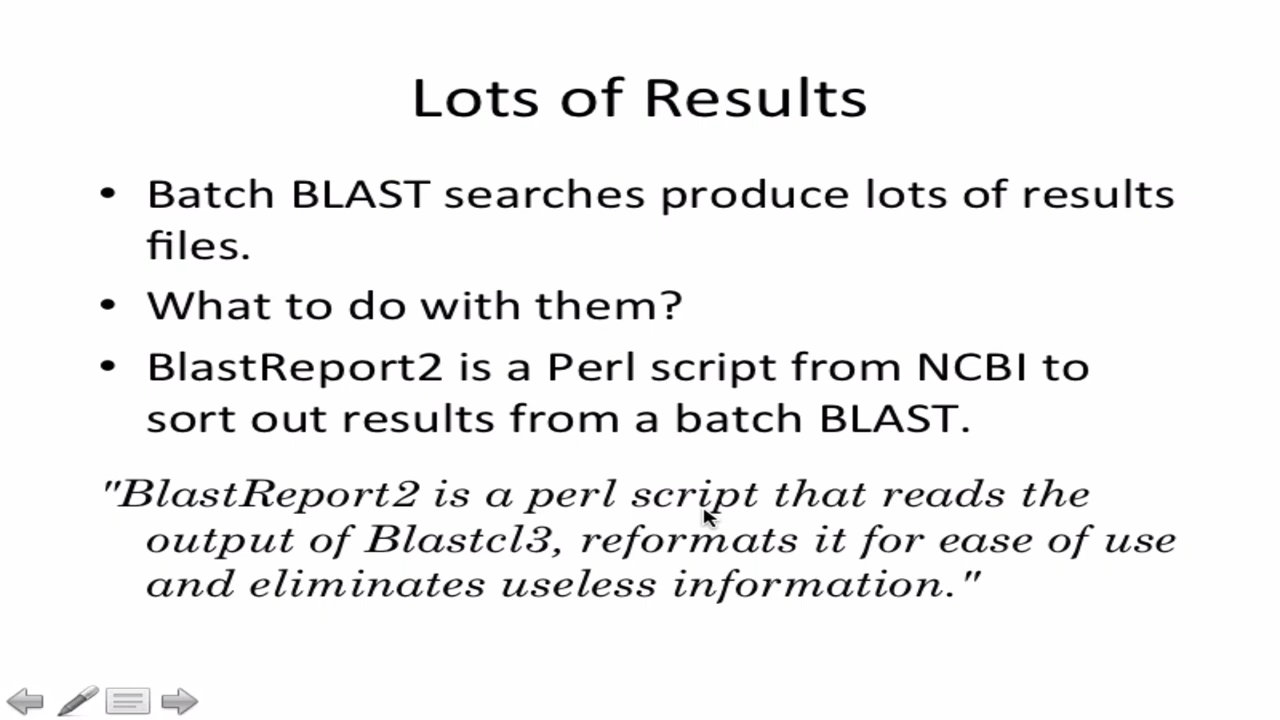 Lots of Results
• Batch BLAST searches produce lots of results
files.
• What to do with them?
• BlastReport2 is a Perl script from NCBI to
sort out results from a batch BLAST.
"BlastReport2 is a perl script that reads the
output of Blastcl3, reformats it for ease of use
and eliminates useless information."